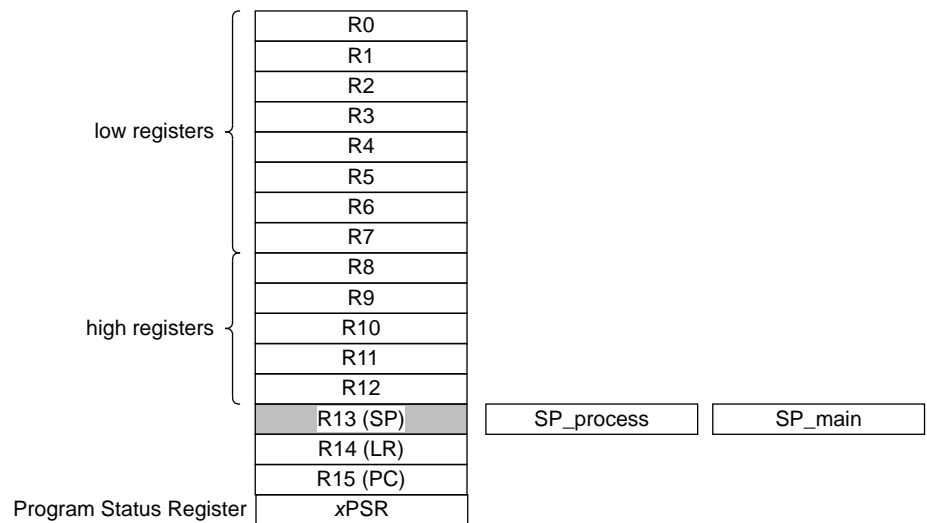 R0
R1
R2
R3
low registers
R4
R5
R6
R7
R8
R9
high registers
R10
R11
R12
R13 (SP) SP_process SP_main
R14 (LR)
R15 (PC)
Program Status Register xPSR